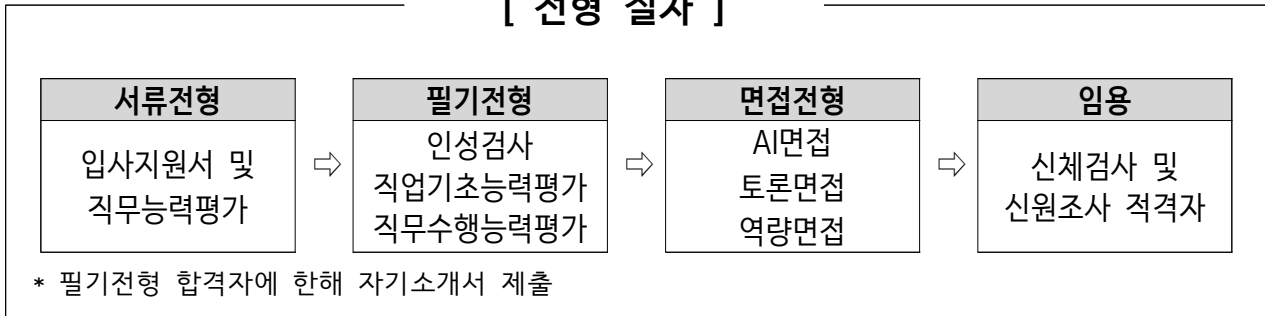 [ 전형 절차 ]
서류전형
입사지원서 및
직무능력평가
⇨
필기전형
인성검사
직업기초능력평가
직무수행능력평가
⇨
면접전형
AI면접
토론면접
역량면접
⇨
임용
신체검사 및
신원조사 적격자
* 필기전형 합격자에 한해 자기소개서 제출